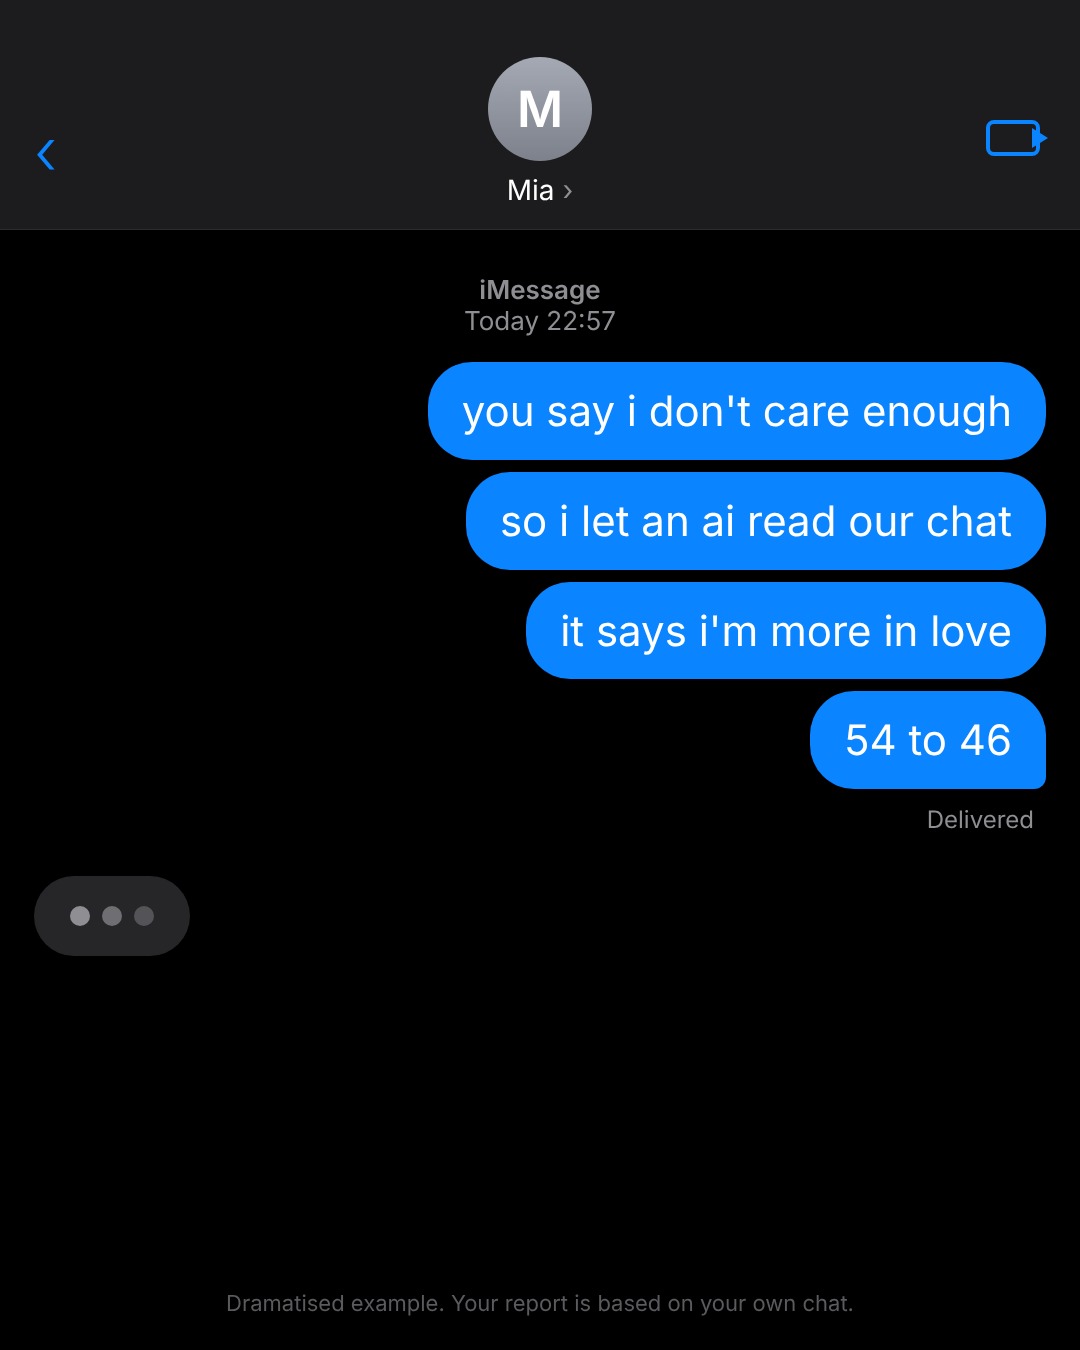 M
Mia ›
iMessage
Today 22:57
you say i don't care enough
so i let an ai read our chat
it says i'm more in love
54 to 46
Delivered
Dramatised example. Your report is based on your own chat.